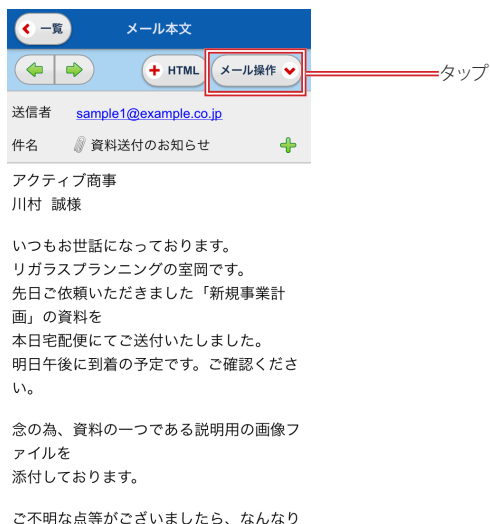 一覧 メール本文
HTML メール操作 タップ
送信者 sample1@example.co.jp
件名 資料送付のお知らせ
アクティブ商事
川村 誠様
いつもお世話になっております。
リガラスプランニングの室岡です。
先日ご依頼いただきました「新規事業計
画」の資料を
本日宅配便にてご送付いたしました。
明日午後に到着の予定です。ご確認くださ
い。
念の為、資料の一つである説明用の画像フ
ァイルを
添付しております。
ご不明な点等がございましたら、なんなり